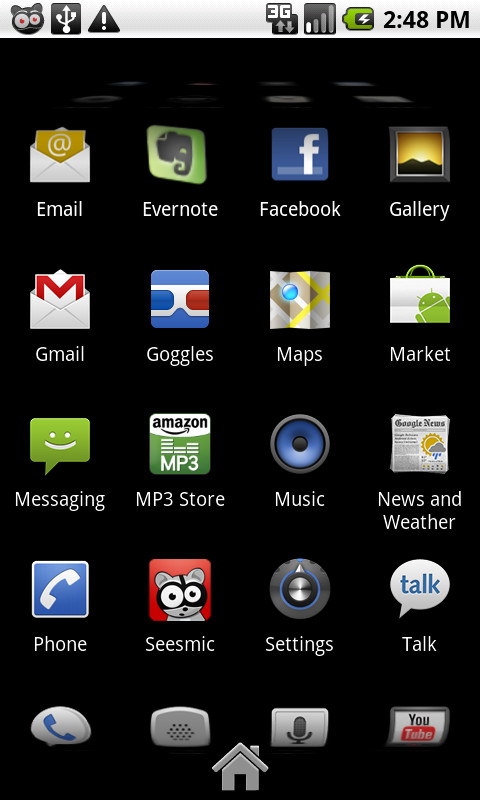 3G
2:48 PM
@
f
Email
Evernote
Facebook
Gallery
M
Gmail
Goggles
Maps
Market
amazon
MP3
Google News
Messaging
MP3 Store
Music
News and
Weather
talk
Phone
Seesmic
Settings
Talk
You
Tube